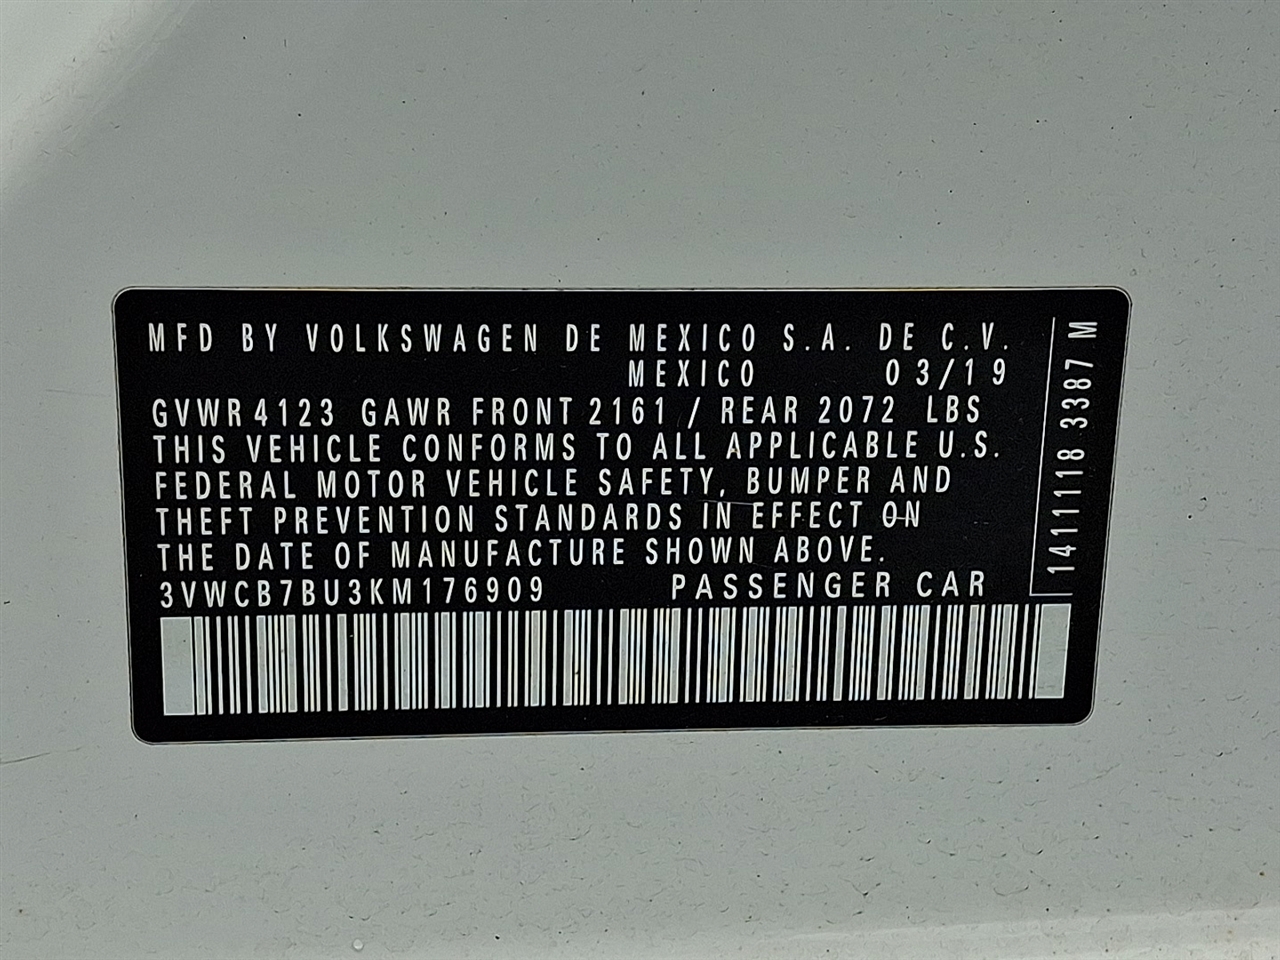 MFD BY VOLKSWAGEN DE MEXICO S.A. DE C.V.
MEXICO 03/19
GVWR 4123 GAWR FRONT 2161 / REAR 2072 LBS
THIS VEHICLE CONFORMS TO ALL APPLICABLE U.S.
FEDERAL MOTOR VEHICLE SAFETY, BUMPER AND
THEFT PREVENTION STANDARDS IN EFFECT ON
THE DATE OF MANUFACTURE SHOWN ABOVE.
3VWCB7BU3KM176909 PASSENGER CAR
1411118 3387 M